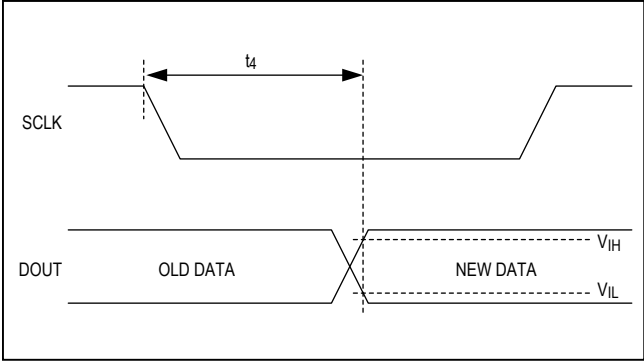 t4
SCLK
VIH
DOUT OLD DATA NEW DATA
VIL